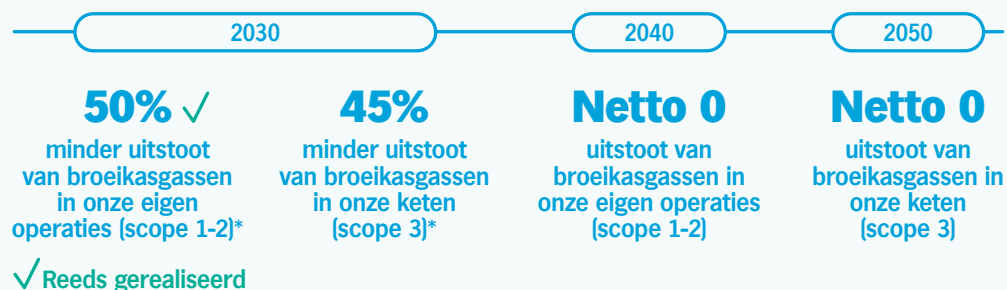 2030
2040
2050
50% ✓
minder uitstoot
van broeikasgassen
in onze eigen
operaties (scope 1-2)*
45%
minder uitstoot
van broeikasgassen
in onze keten
(scope 3)*
Netto 0
uitstoot van
broeikasgassen in
onze eigen operaties
(scope 1-2)
Netto 0
uitstoot van
broeikasgassen in
onze keten
(scope 3)
✓ Reeds gerealiseerd